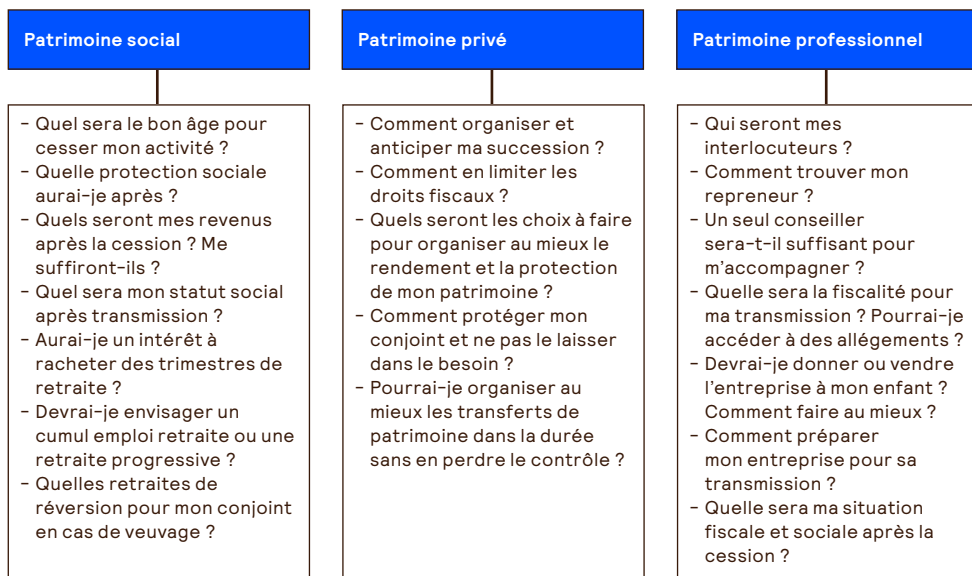 Patrimoine social
- Quel sera le bon âge pour
cesser mon activité ?
- Quelle protection sociale
aurai-je après ?
- Quels seront mes revenus
après la cession ? Me
suffiront-ils ?
- Quel sera mon statut social
après transmission ?
- Aurai-je un intérêt à
racheter des trimestres de
retraite ?
- Devrai-je envisager un
cumul emploi retraite ou une
retraite progressive ?
- Quelles retraites de
réversion pour mon conjoint
en cas de veuvage ?
Patrimoine privé
- Comment organiser et
anticiper ma succession ?
- Comment en limiter les
droits fiscaux ?
- Quels seront les choix à faire
pour organiser au mieux le
rendement et la protection
de mon patrimoine ?
- Comment protéger mon
conjoint et ne pas le laisser
dans le besoin ?
- Pourrai-je organiser au
mieux les transferts de
patrimoine dans la durée
sans en perdre le contrôle ?
Patrimoine professionnel
- Qui seront mes
interlocuteurs ?
- Comment trouver mon
repreneur ?
- Un seul conseiller
sera-t-il suffisant pour
m’accompagner ?
- Quelle sera la fiscalité pour
ma transmission ? Pourrai-je
accéder à des allégements ?
- Devrai-je donner ou vendre
l’entreprise à mon enfant ?
Comment faire au mieux ?
- Comment préparer
mon entreprise pour sa
transmission ?
- Quelle sera ma situation
fiscale et sociale après la
cession ?